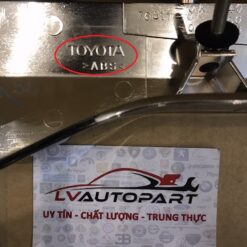 TOYOTA
>ABS<
LVAUTOPART
UY TÍN - CHẤT LƯỢNG - TRUNG THỰC